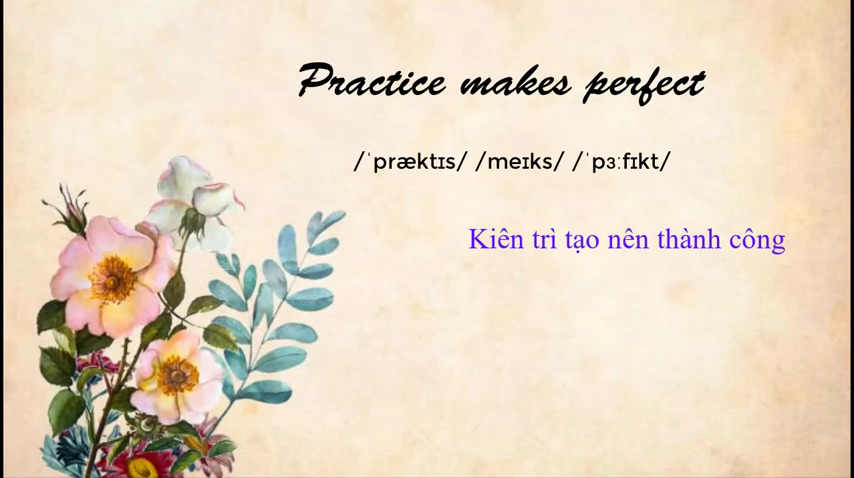 Practice makes perfect
/ˈpræktɪs/ /meɪks/ /ˈpɜːfɪkt/
Kiên trì tạo nên thành công